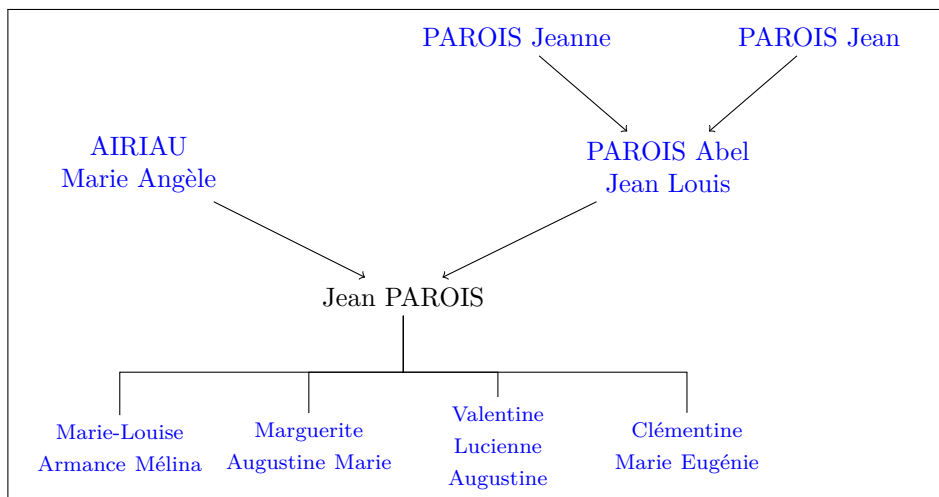 PAROIS Jeanne
PAROIS Jean
AIRIAU
Marie Angèle
PAROIS Abel
Jean Louis
Jean PAROIS
Marie-Louise
Armance Mélina
Marguerite
Augustine Marie
Valentine
Lucienne
Augustine
Clémentine
Marie Eugénie